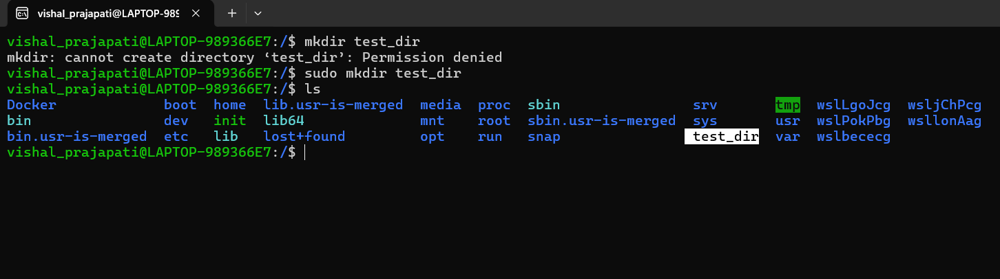 vishal_prajapati@LAPTOP-989
vishal_prajapati@LAPTOP-989366E7:/$ mkdir test_dir
mkdir: cannot create directory ‘test_dir’: Permission denied
vishal_prajapati@LAPTOP-989366E7:/$ sudo mkdir test_dir
vishal_prajapati@LAPTOP-989366E7:/$ ls
Docker boot home lib.usr-is-merged media proc sbin srv tmp wslLgoJcg wsljChPcg
bin dev init lib64 mnt root sbin.usr-is-merged sys usr wslPokPbg wsllonAag
bin.usr-is-merged etc lib lost+found opt run snap test_dir var wslbececg
vishal_prajapati@LAPTOP-989366E7:/$